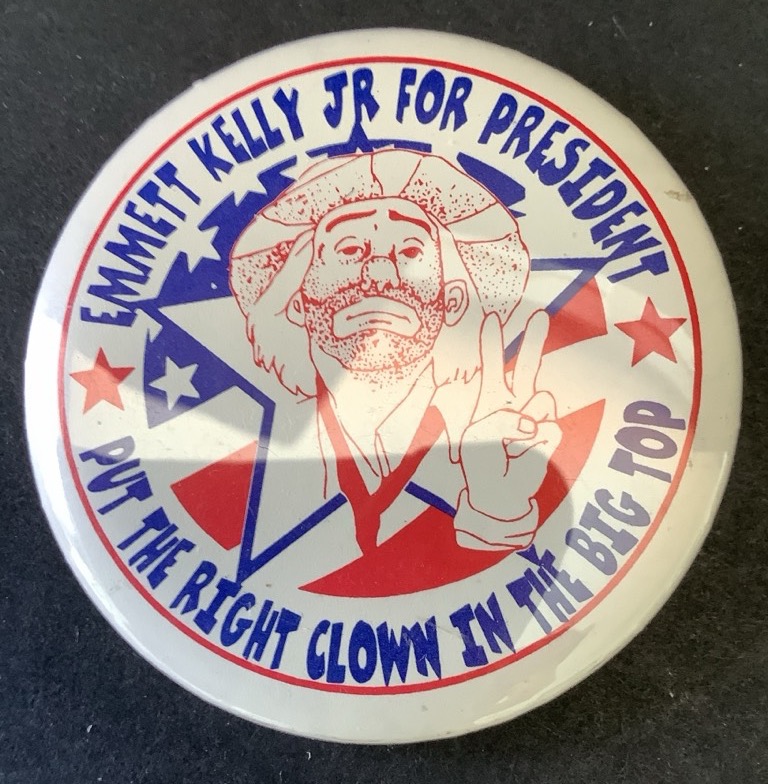 EMMETT KELLY JR FOR PRESIDENT
PUT THE RIGHT CLOWN IN THE BIG TOP